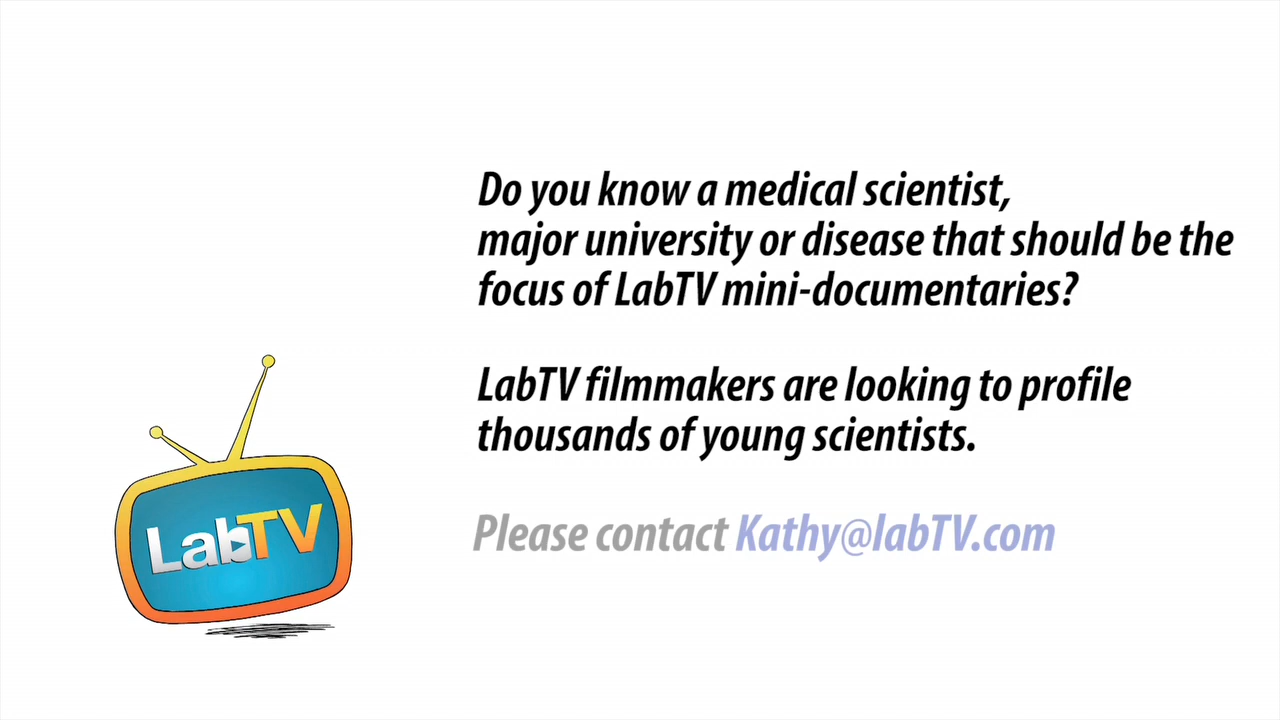 Do you know a medical scientist,
major university or disease that should be the
focus of LabTV mini-documentaries?
LabTV filmmakers are looking to profile
thousands of young scientists.
Please contact Kathy@labTV.com
LabTV